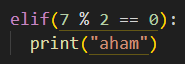 elif(7 % 2 == 0):
print("aham")